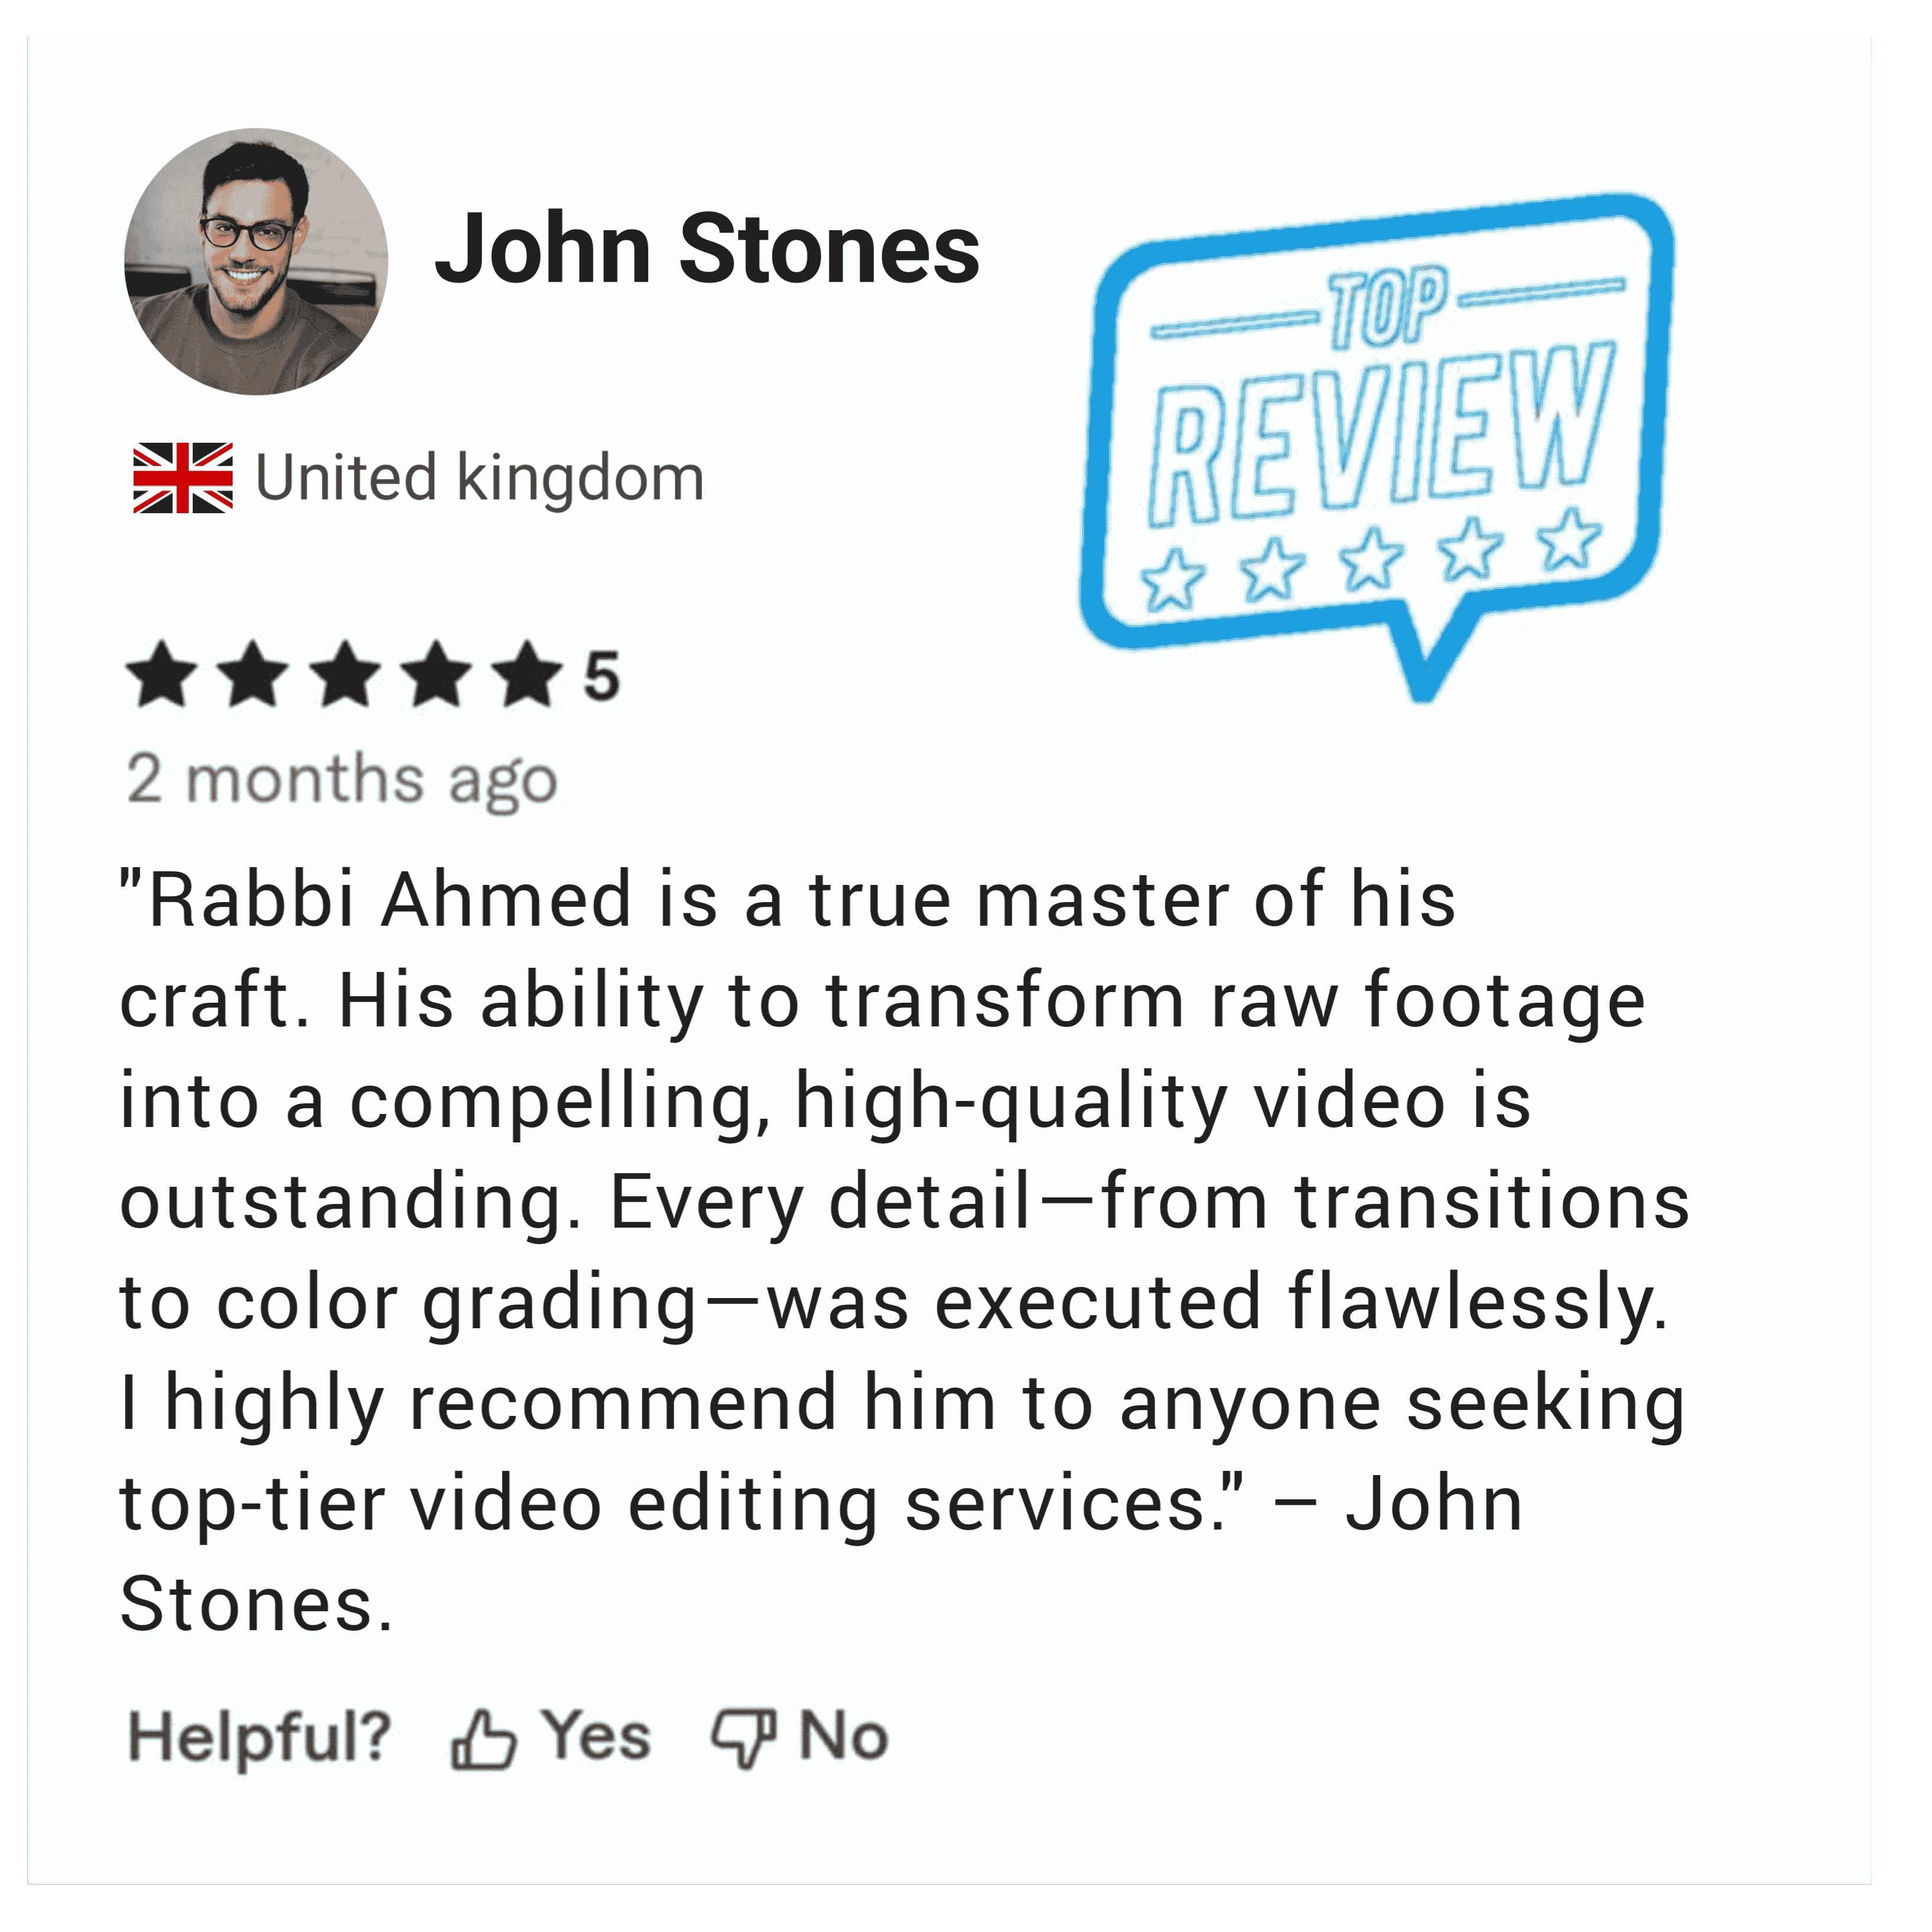 John Stones
TOP
REVIEW
United kingdom
5
2 months ago
"Rabbi Ahmed is a true master of his
craft. His ability to transform raw footage
into a compelling, high-quality video is
outstanding. Every detail—from transitions
to color grading—was executed flawlessly.
I highly recommend him to anyone seeking
top-tier video editing services." – John
Stones.
Helpful? Yes No